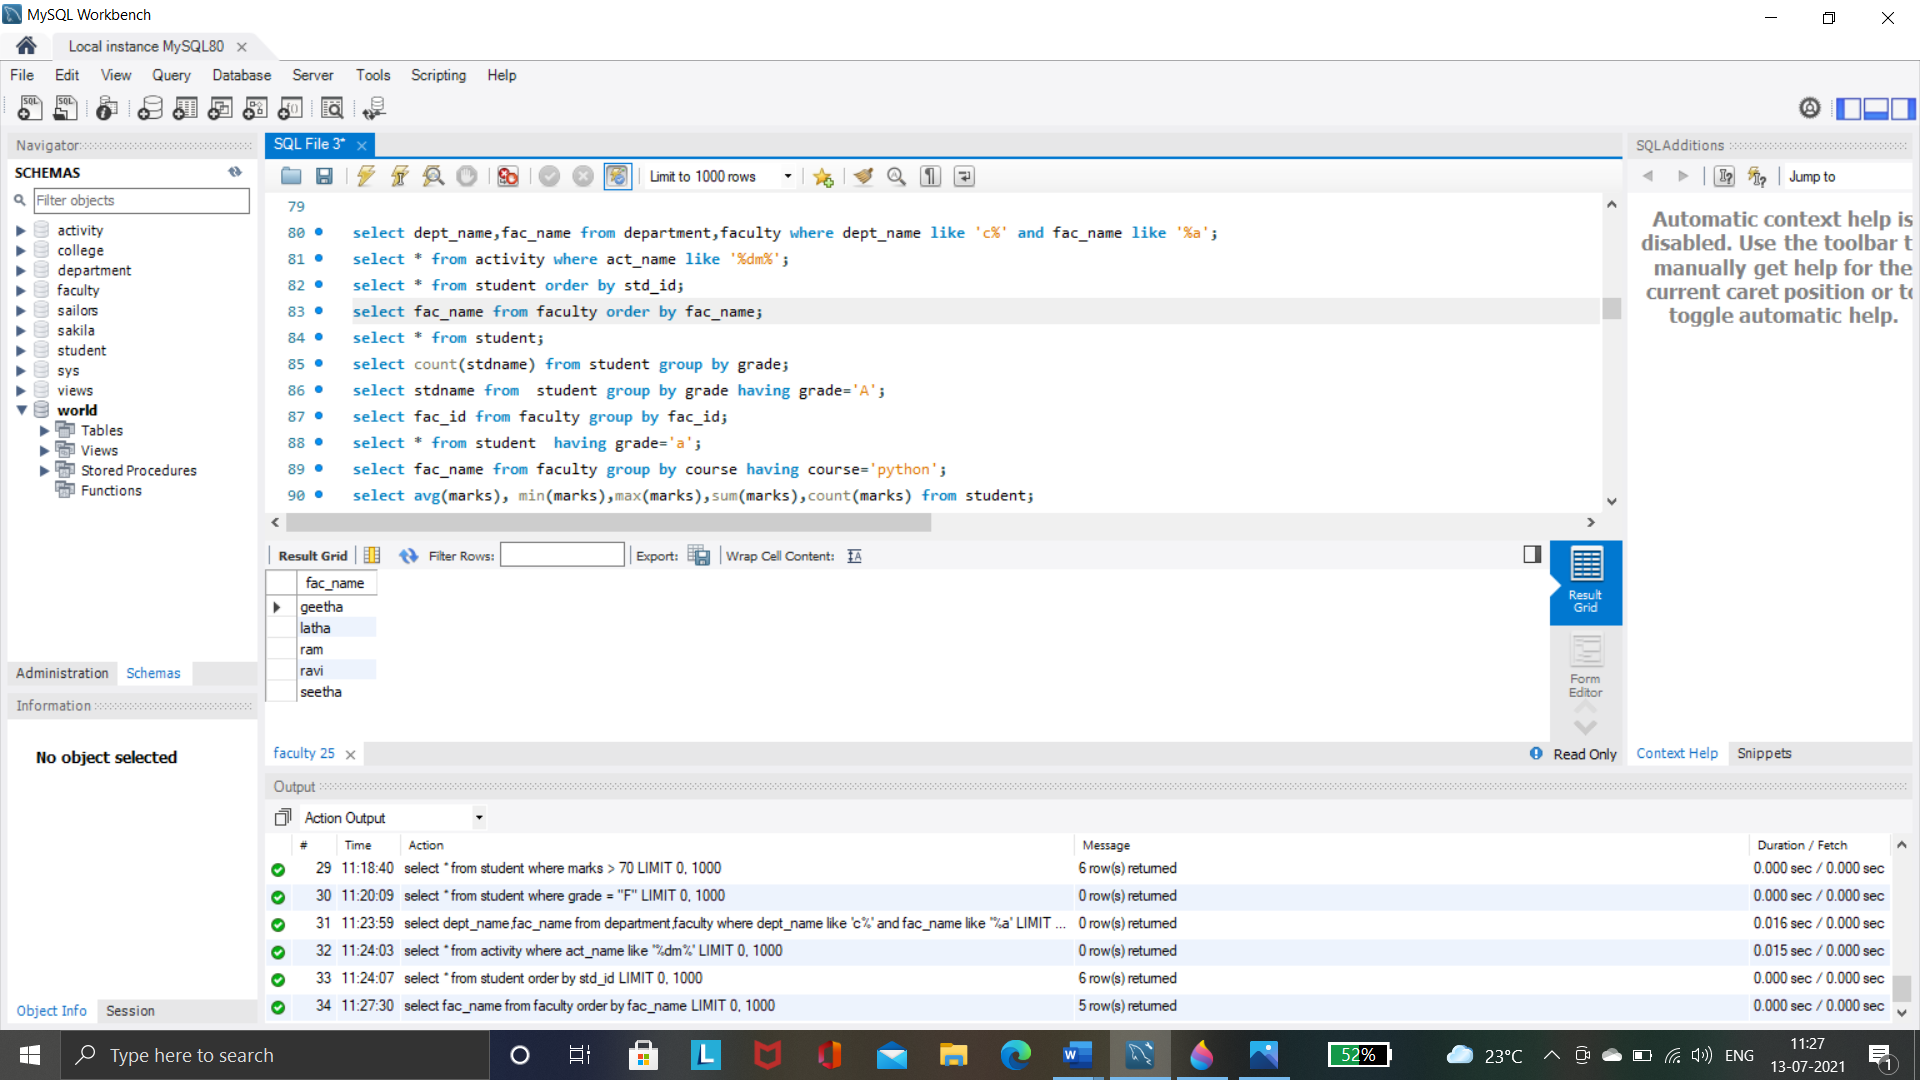 MySQL Workbench
Local instance MySQL80
File Edit View Query Database Server Tools Scripting Help
Navigator
SCHEMAS
Filter objects
activity
college
department
faculty
sailors
sakila
student
sys
views
world
Tables
Views
Stored Procedures
Functions
Administration Schemas
Information
No object selected
Object Info Session
SQL File 3*
Limit to 1000 rows
79
80 select dept_name,fac_name from department,faculty where dept_name like 'c%' and fac_name like '%a';
81 select * from activity where act_name like '%dm%';
82 select * from student order by std_id;
83 select fac_name from faculty order by fac_name;
84 select * from student;
85 select count(stdname) from student group by grade;
86 select stdname from  student group by grade having grade='A';
87 select fac_id from faculty group by fac_id;
88 select * from student  having grade='a';
89 select fac_name from faculty group by course having course='python';
90 select avg(marks), min(marks),max(marks),sum(marks),count(marks) from student;
Result Grid Filter Rows: Export: Wrap Cell Content:
fac_name
geetha
latha
ram
ravi
seetha
Result
Grid
Form
Editor
faculty 25
Read Only
SQLAdditions
Jump to
Automatic context help is
disabled. Use the toolbar t
manually get help for the
current caret position or to
toggle automatic help.
Context Help Snippets
Output
Action Output
# Time Action Message Duration / Fetch
29 11:18:40 select * from student where marks > 70 LIMIT 0, 1000 6 row(s) returned 0.000 sec / 0.000 sec
30 11:20:09 select * from student where grade = "F" LIMIT 0, 1000 0 row(s) returned 0.000 sec / 0.000 sec
31 11:23:59 select dept_name,fac_name from department,faculty where dept_name like 'c%' and fac_name like '%a' LIMIT ... 0 row(s) returned 0.016 sec / 0.000 sec
32 11:24:03 select * from activity where act_name like '%dm%' LIMIT 0, 1000 0 row(s) returned 0.015 sec / 0.000 sec
33 11:24:07 select * from student order by std_id LIMIT 0, 1000 6 row(s) returned 0.000 sec / 0.000 sec
34 11:27:30 select fac_name from faculty order by fac_name LIMIT 0, 1000 5 row(s) returned 0.000 sec / 0.000 sec
Type here to search
52%
23°C
ENG
11:27
13-07-2021
1